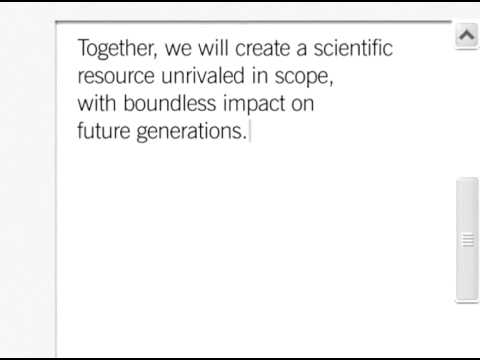 Together, we will create a scientific
resource unrivaled in scope,
with boundless impact on
future generations.